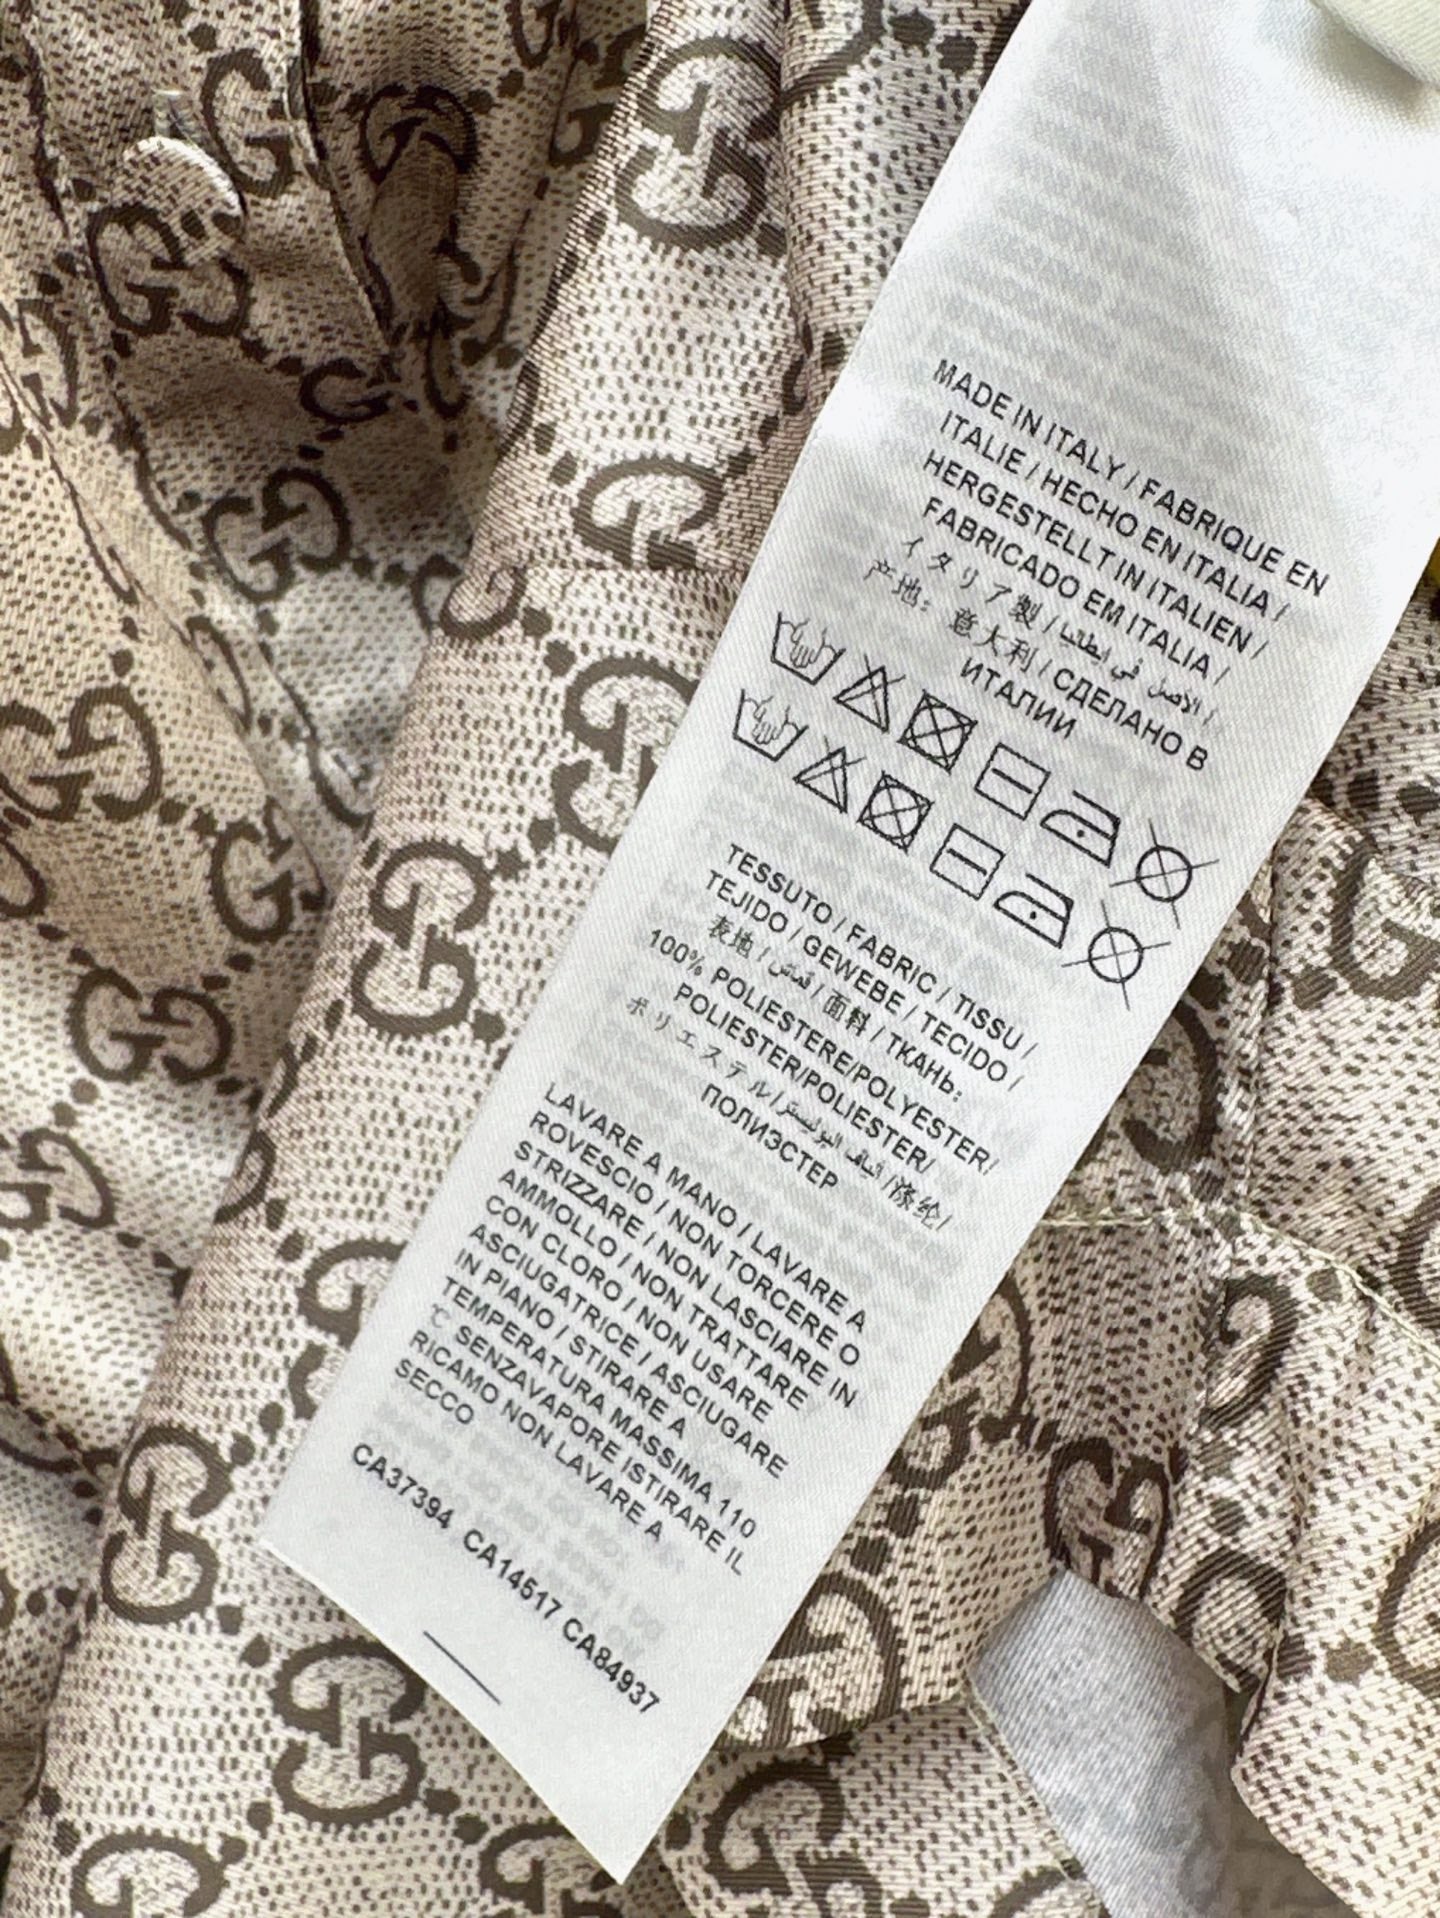 MADE IN ITALY / FABRIQUE EN
ITALIE / HECHO EN ITALIA /
HERGESTELLT IN ITALIEN /
FABRICADO EM ITALIA /
イタリア製 / الاصل في ايطاليا /
产地: 意大利 / СДЕЛАНО В
ИТАЛИИ
TESSUTO / FABRIC / TISSU /
TEJIDO / GEWEBE / TECIDO /
表地 / قماش / 面料 / ТКАНЬ:
100% POLIESTERE/POLYESTER/
POLIESTER/POLIESTER/
ポリエステル/ الياف البوليستر /涤纶/
ПОЛИЭСТЕР
LAVARE A MANO / LAVARE A
ROVESCIO / NON TORCERE O
STRIZZARE / NON LASCIARE IN
AMMOLLO / NON TRATTARE
CON CLORO / NON USARE
ASCIUGATRICE / ASCIUGARE
IN PIANO / STIRARE A
TEMPERATURA MASSIMA 110
℃ SENZAVAPORE ISTIRARE IL
RICAMO NON LAVARE A
SECCO
CA37394 CA14517 CA84937